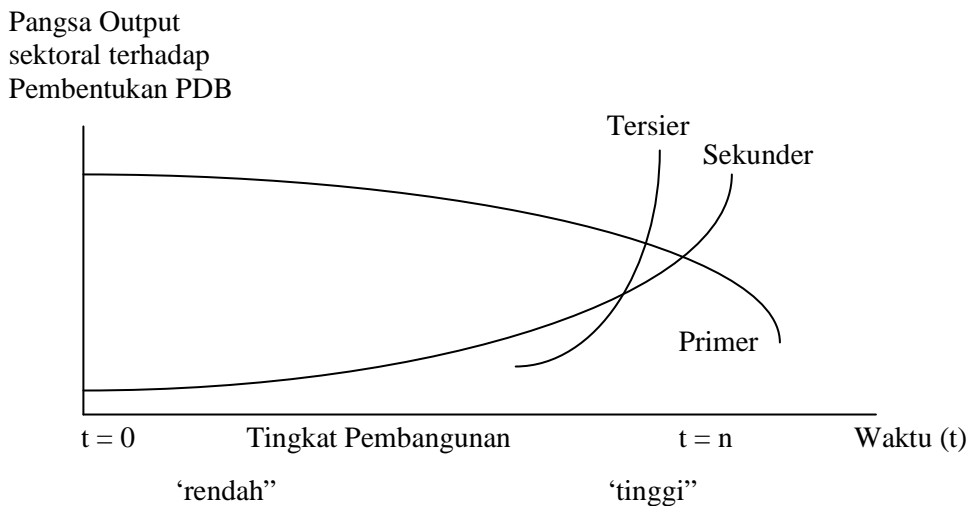 Pangsa Output
sektoral terhadap
Pembentukan PDB
Tersier
Sekunder
Primer
t = 0 Tingkat Pembangunan t = n Waktu (t)
‘rendah” ‘tinggi”